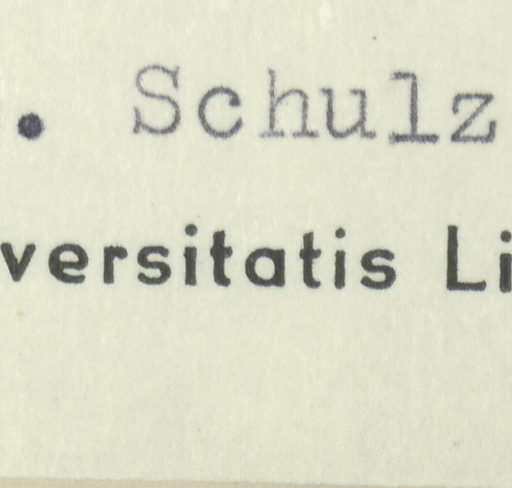 . Schulz
versitatis Li